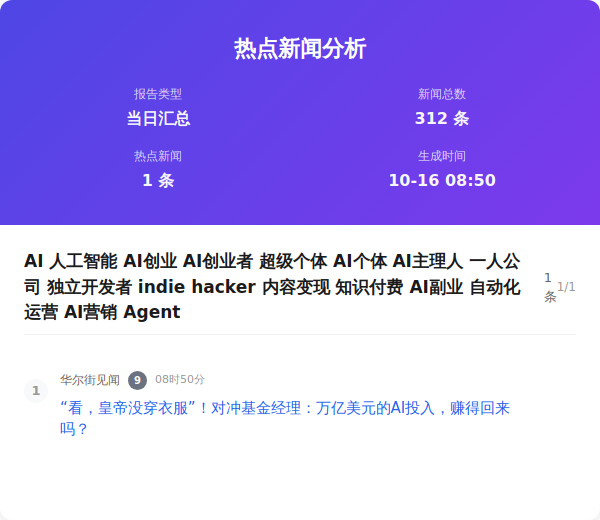 热点新闻分析
报告类型
当日汇总
新闻总数
312 条
热点新闻
1 条
生成时间
10-16 08:50
AI 人工智能 AI创业 AI创业者 超级个体 AI个体 AI主理人 一人公
司 独立开发者 indie hacker 内容变现 知识付费 AI副业 自动化
运营 AI营销 Agent
1
条
1/1
1
华尔街见闻 9 08时50分
“看，皇帝没穿衣服”！对冲基金经理：万亿美元的AI投入，赚得回来
吗？